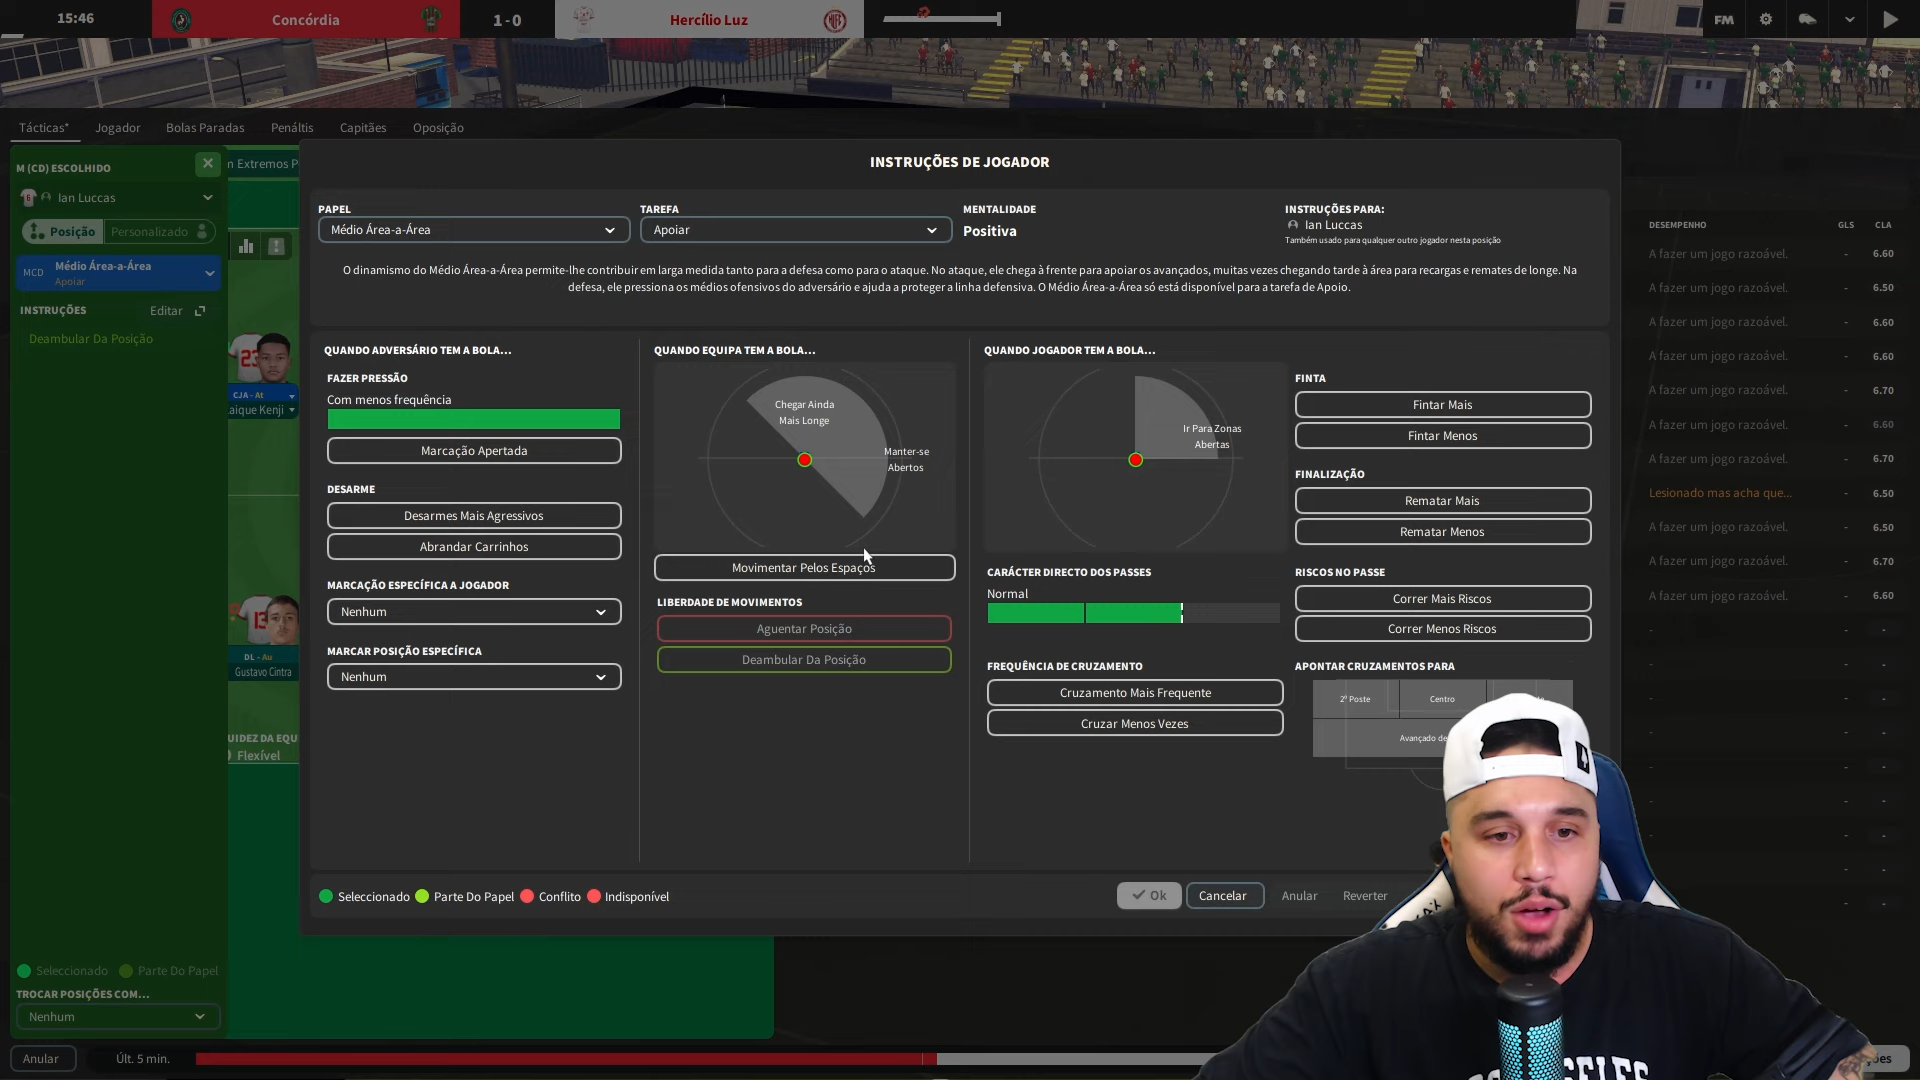 15:46
Concórdia
1 - 0
Hercílio Luz
FM
Tácticas*
Jogador
Bolas Paradas
Penáltis
Capitães
Oposição
M (CD) ESCOLHIDO
Ian Luccas
Posição
Personalizado
MCD
Médio Área-a-Área
Apoiar
INSTRUÇÕES
Editar
Deambular Da Posição
n Extremos P
23
CJA - At
aique Kenji
13
DL - Au
Gustavo Cintra
UIDEZ DA EQU
Flexível
Seleccionado
Parte Do Papel
TROCAR POSIÇÕES COM...
Nenhum
INSTRUÇÕES DE JOGADOR
PAPEL
Médio Área-a-Área
TAREFA
Apoiar
MENTALIDADE
Positiva
INSTRUÇÕES PARA:
Ian Luccas
Também usado para qualquer outro jogador nesta posição
O dinamismo do Médio Área-a-Área permite-lhe contribuir em larga medida tanto para a defesa como para o ataque. No ataque, ele chega à frente para apoiar os avançados, muitas vezes chegando tarde à área para recargas e remates de longe. Na
defesa, ele pressiona os médios ofensivos do adversário e ajuda a proteger a linha defensiva. O Médio Área-a-Área só está disponível para a tarefa de Apoio.
QUANDO ADVERSÁRIO TEM A BOLA...
FAZER PRESSÃO
Com menos frequência
Marcação Apertada
DESARME
Desarmes Mais Agressivos
Abrandar Carrinhos
MARCAÇÃO ESPECÍFICA A JOGADOR
Nenhum
MARCAR POSIÇÃO ESPECÍFICA
Nenhum
QUANDO EQUIPA TEM A BOLA...
Chegar Ainda
Mais Longe
Manter-se
Abertos
Movimentar Pelos Espaços
LIBERDADE DE MOVIMENTOS
Aguentar Posição
Deambular Da Posição
QUANDO JOGADOR TEM A BOLA...
Ir Para Zonas
Abertas
CARÁCTER DIRECTO DOS PASSES
Normal
FREQUÊNCIA DE CRUZAMENTO
Cruzamento Mais Frequente
Cruzar Menos Vezes
FINTA
Fintar Mais
Fintar Menos
FINALIZAÇÃO
Rematar Mais
Rematar Menos
RISCOS NO PASSE
Correr Mais Riscos
Correr Menos Riscos
APONTAR CRUZAMENTOS PARA
2º Poste
Centro
Avançado de
Seleccionado
Parte Do Papel
Conflito
Indisponível
Ok
Cancelar
Anular
Reverter
DESEMPENHO GLS CLA
A fazer um jogo razoável. - 6.60
A fazer um jogo razoável. - 6.50
A fazer um jogo razoável. - 6.60
A fazer um jogo razoável. - 6.60
A fazer um jogo razoável. - 6.70
A fazer um jogo razoável. - 6.60
A fazer um jogo razoável. - 6.70
Lesionado mas acha que... - 6.50
A fazer um jogo razoável. - 6.50
A fazer um jogo razoável. - 6.70
A fazer um jogo razoável. - 6.60
Anular
Últ. 5 min.